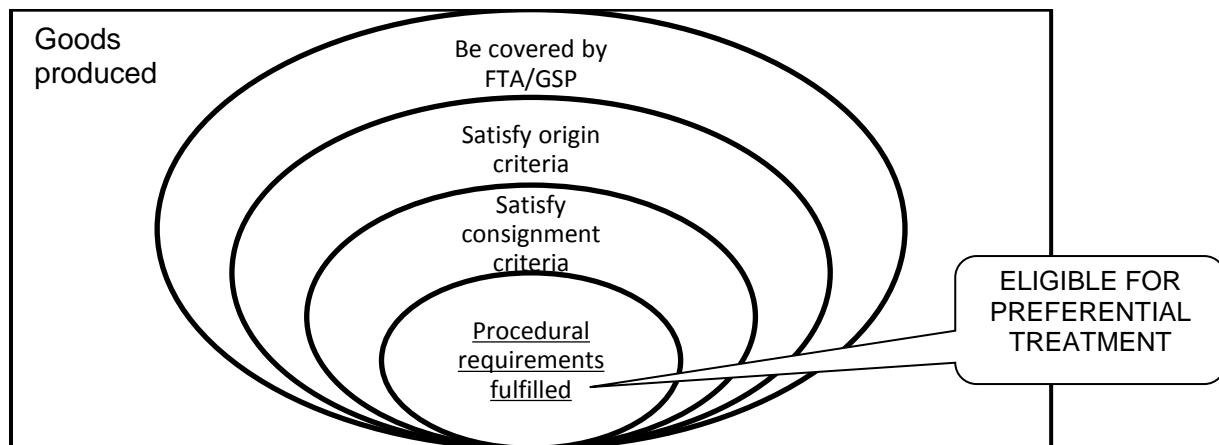 Goods
produced
Be covered by
FTA/GSP
Satisfy origin
criteria
Satisfy
consignment
criteria
Procedural
requirements
fulfilled
ELIGIBLE FOR
PREFERENTIAL
TREATMENT